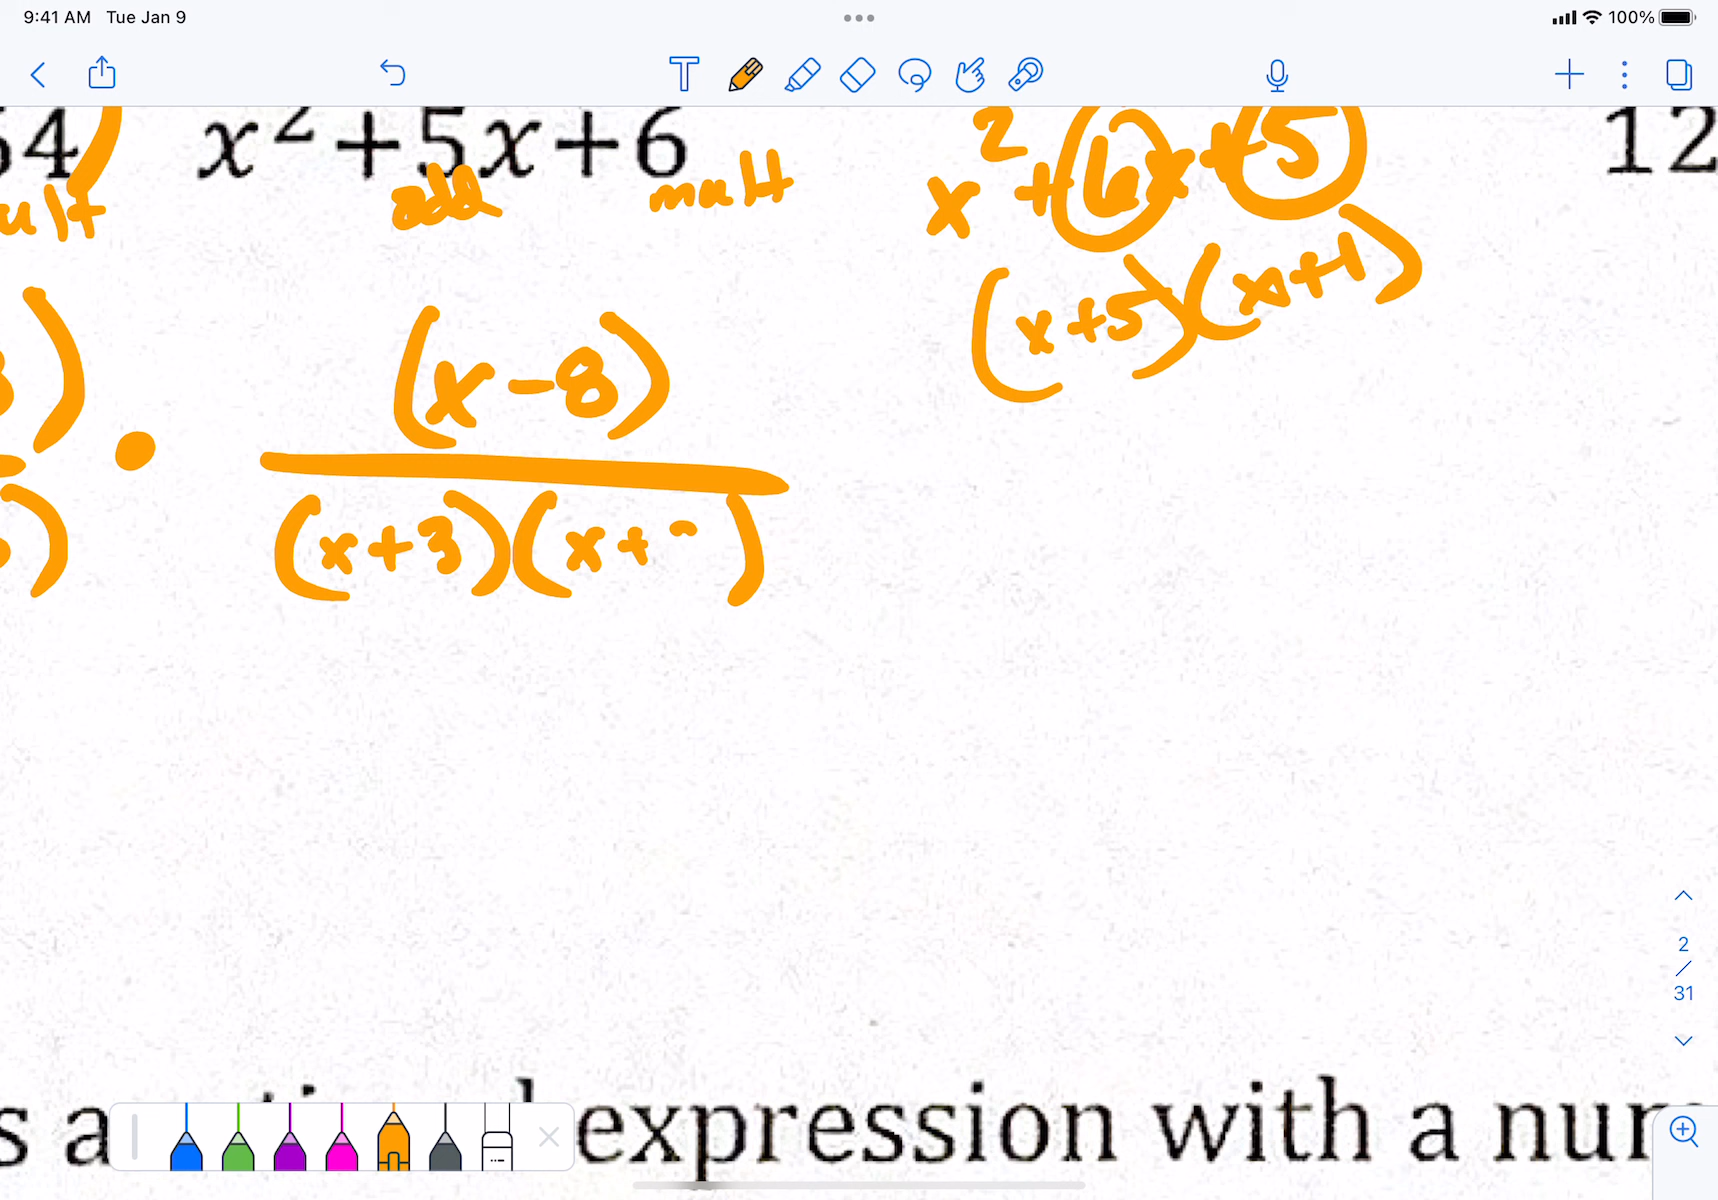 9:41 AM Tue Jan 9 100%
64) x² + 5x + 6 x² + 6x + 5 12
ult add mult
(x+5)(x+1)
) · (x-8)
) (x+3)(x+ )
2
/
31
s a expression with a nu